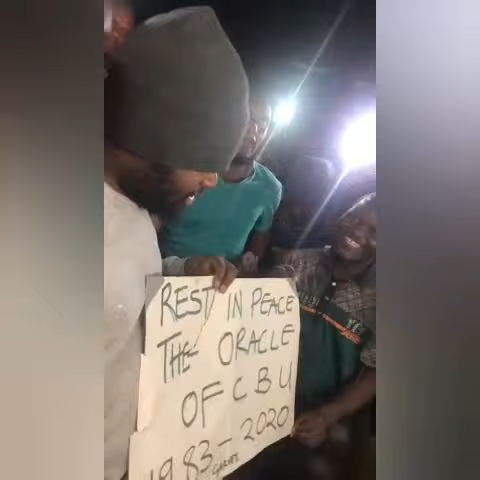 REST IN PEACE
THE ORACLE
OF CBU
1983 - 2020